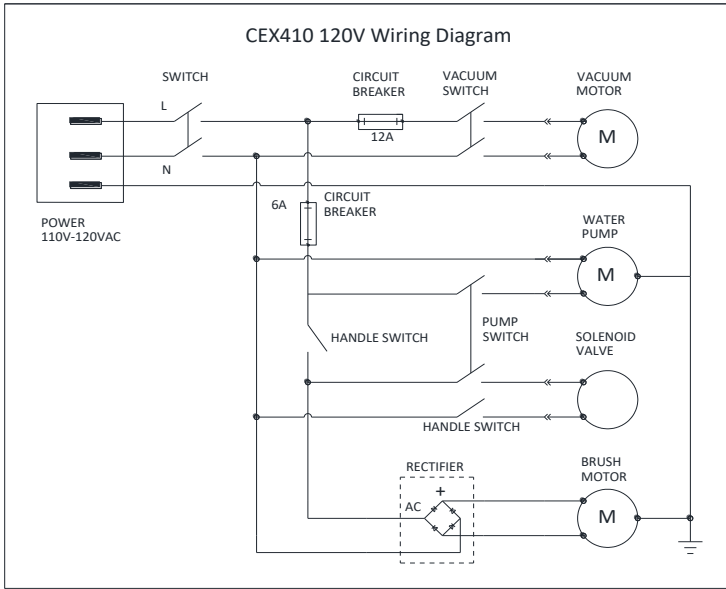 CEX410 120V Wiring Diagram
SWITCH
CIRCUIT
BREAKER
VACUUM
SWITCH
VACUUM
MOTOR
L
12A
M
N
POWER
110V-120VAC
6A
CIRCUIT
BREAKER
WATER
PUMP
M
HANDLE SWITCH
PUMP
SWITCH
SOLENOID
VALVE
HANDLE SWITCH
RECTIFIER
BRUSH
MOTOR
+
AC
M